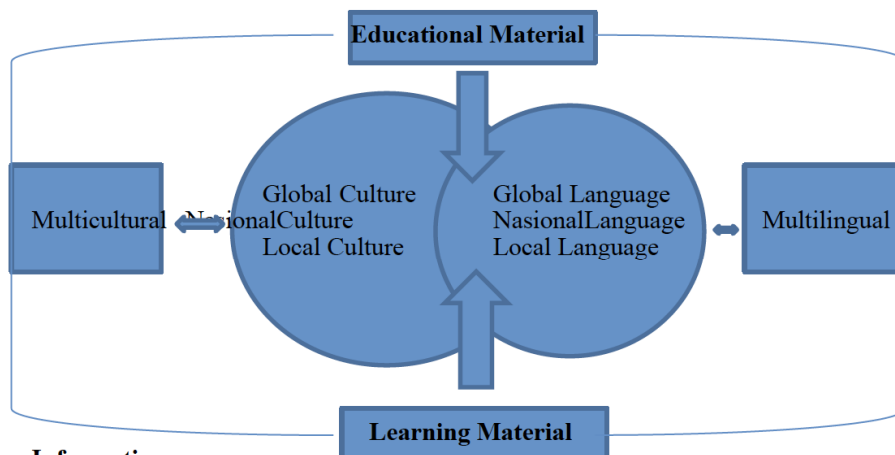 Educational Material
Global Culture
Multicultural NasionalCulture
Local Culture
Global Language
NasionalLanguage
Local Language
Multilingual
Learning Material